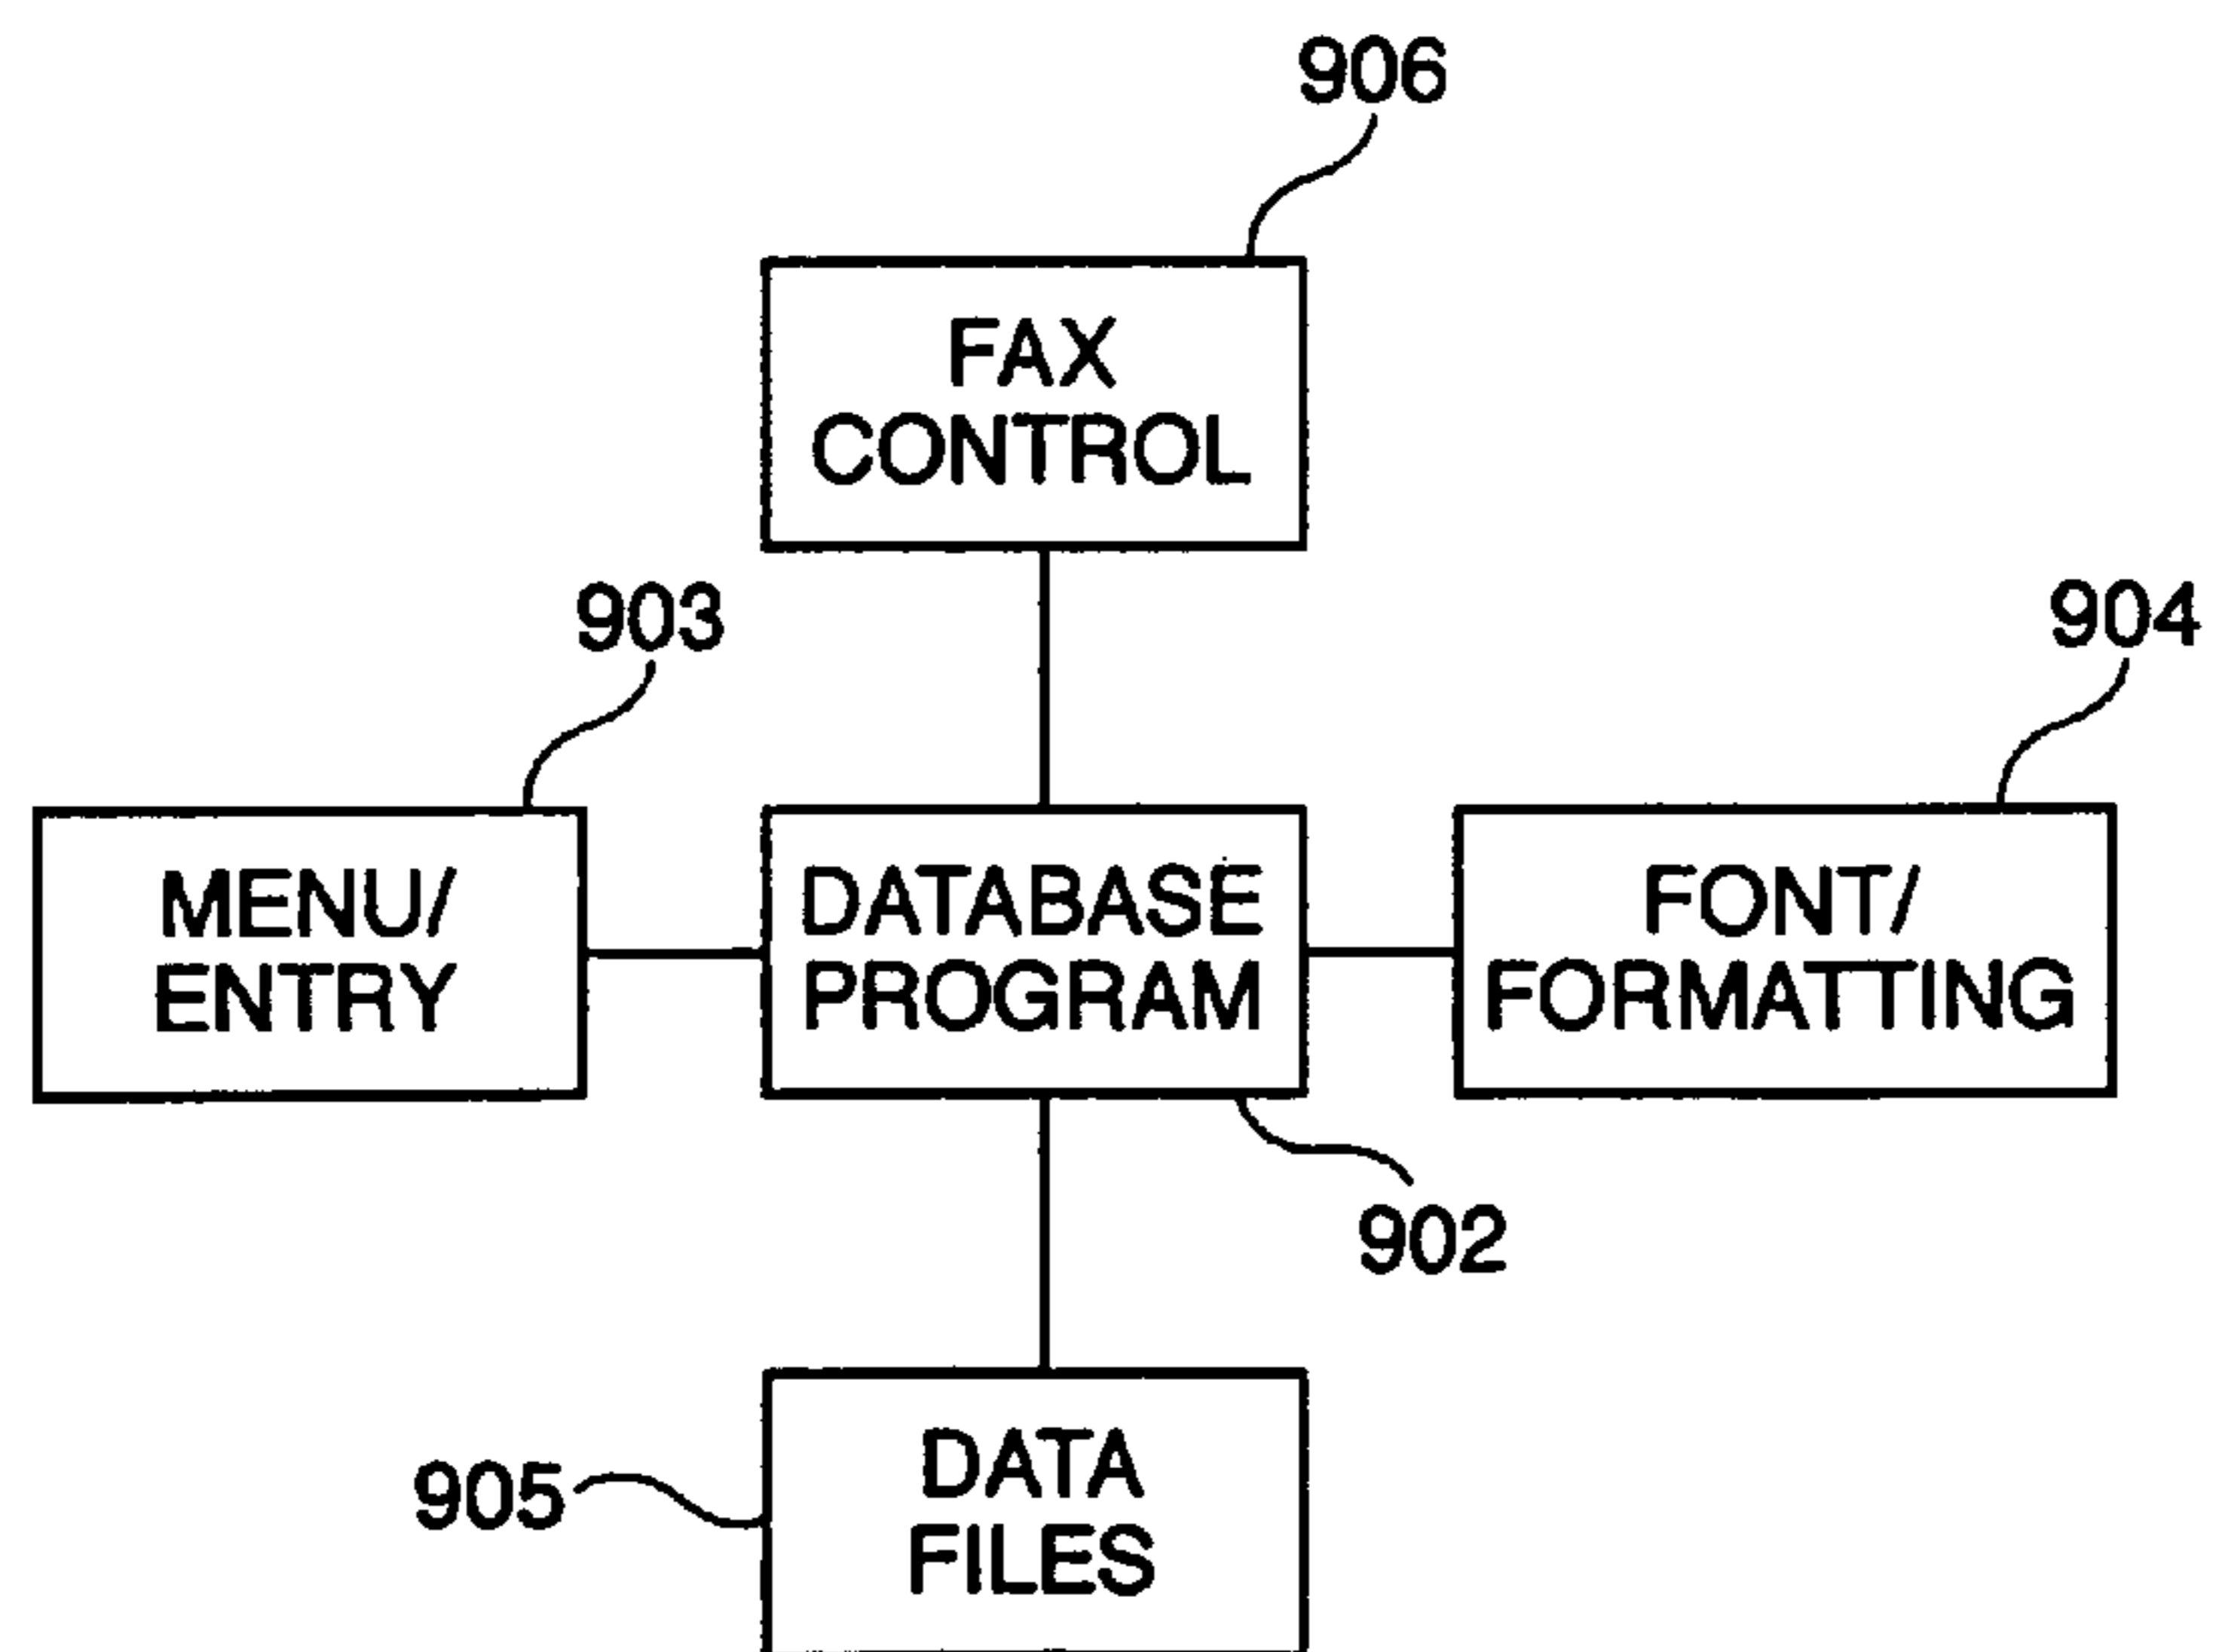 906
FAX
CONTROL
903
904
MENU/
ENTRY
DATABASE
PROGRAM
FONT/
FORMATTING
902
905
DATA
FILES